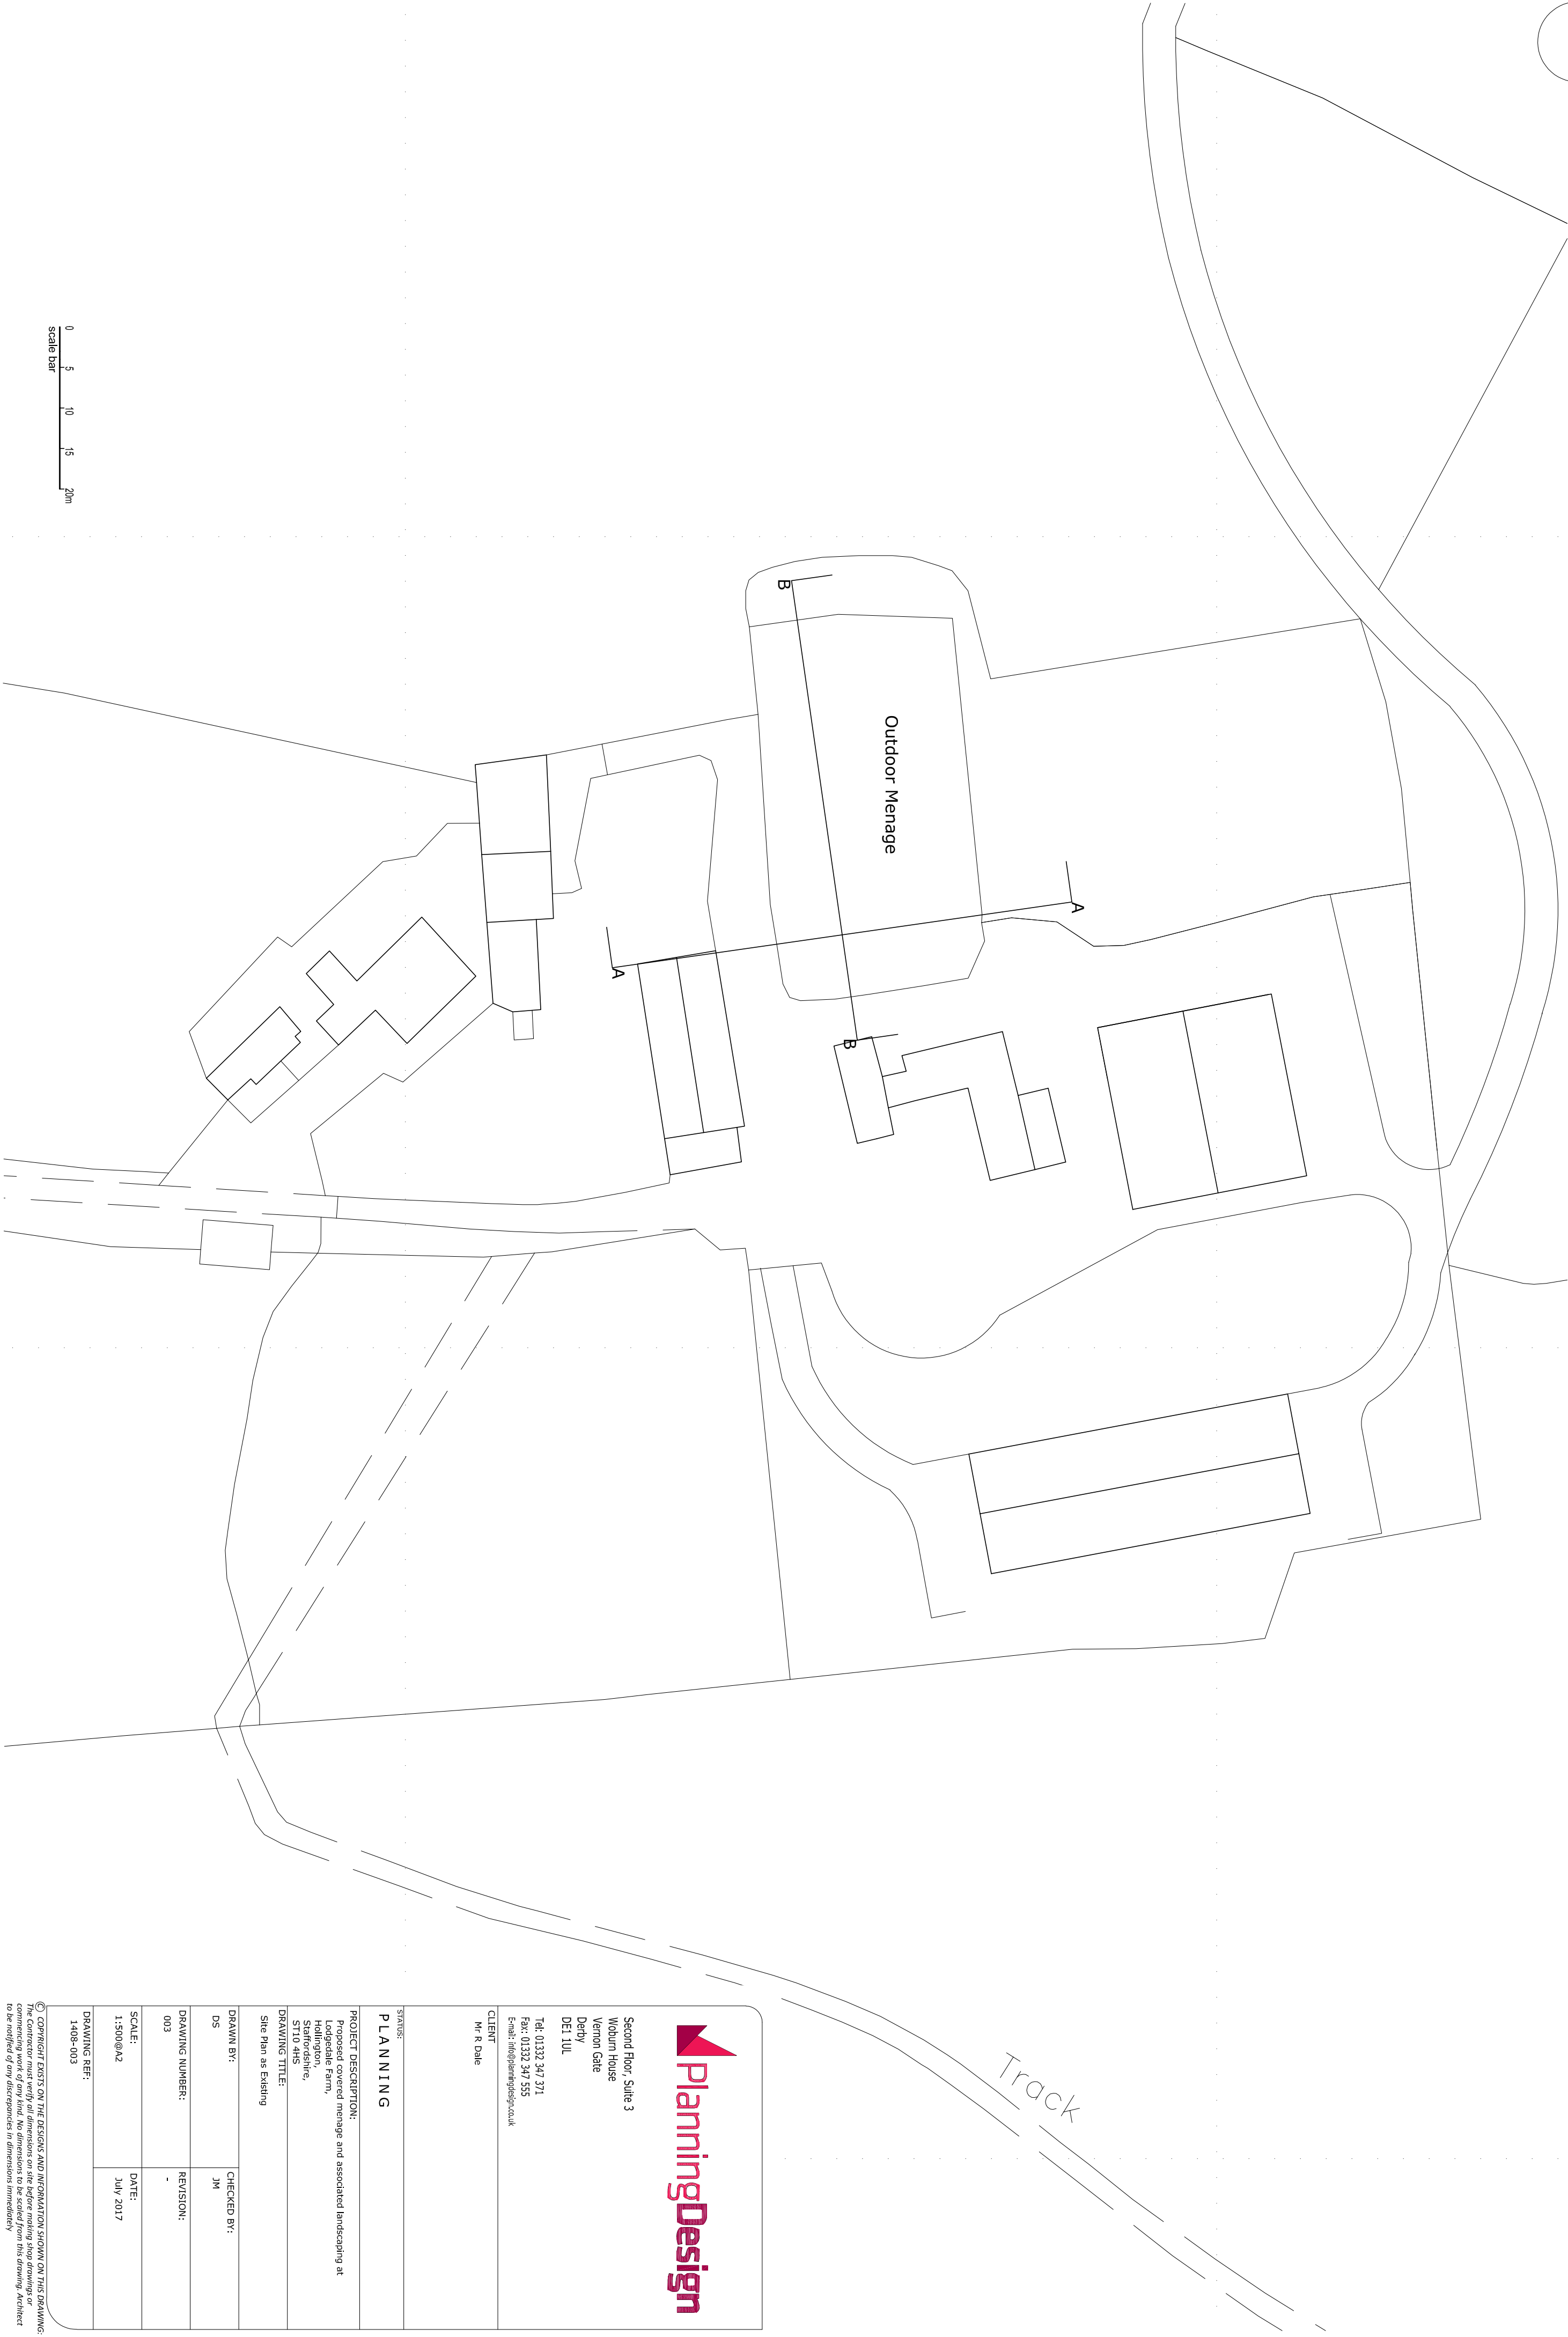 Track
Outdoor Menage
A
A
B
B
0 5 10 15 20m
scale bar
PlanningDesign
Second Floor, Suite 3
Woburn House
Vernon Gate
Derby
DE1 1UL
Tel: 01332 347 371
Fax: 01332 347 555
E-mail: info@planningdesign.co.uk
CLIENT
Mr R Dale
STATUS:
PLANNING
PROJECT DESCRIPTION:
Proposed covered menage and associated landscaping at
Lodgedale Farm,
Hollington,
Staffordshire,
ST10 4HS
DRAWING TITLE:
Site Plan as Existing
DRAWN BY:
DS
CHECKED BY:
JM
DRAWING NUMBER:
003
REVISION:
-
SCALE:
1:500@A2
DATE:
July 2017
DRAWING REF:
1408-003
© COPYRIGHT EXISTS ON THE DESIGNS AND INFORMATION SHOWN ON THIS DRAWING:
The Contractor must verify all dimensions on site before making shop drawings or
commencing work of any kind. No dimensions to be scaled from this drawing. Architect
to be notified of any discrepancies in dimensions immediately